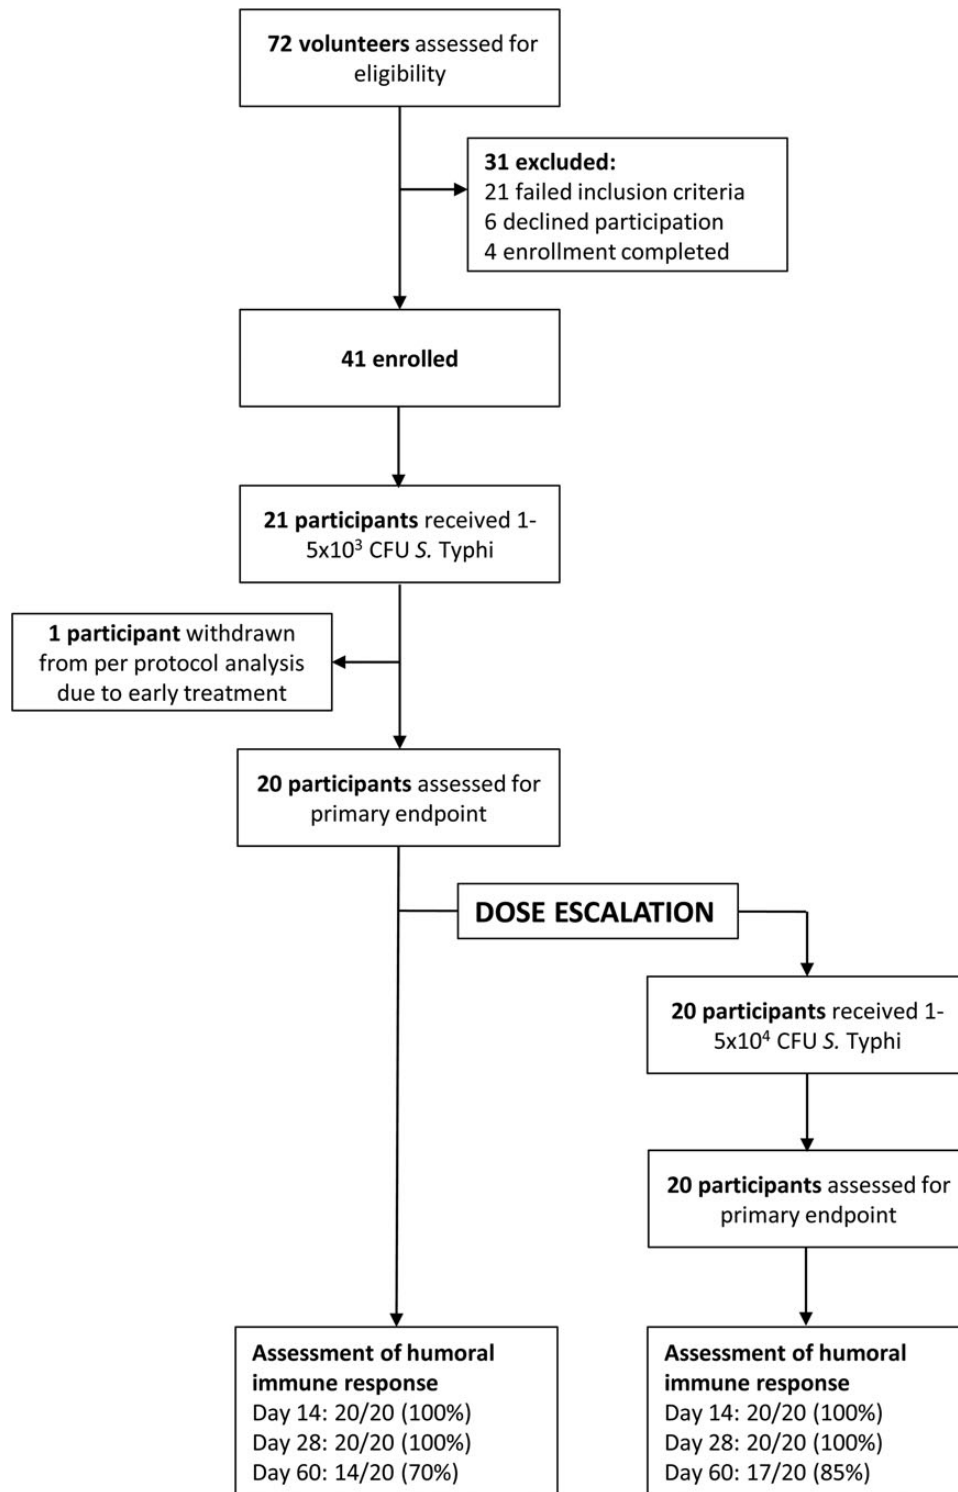 72 volunteers assessed for
eligibility
31 excluded:
21 failed inclusion criteria
6 declined participation
4 enrollment completed
41 enrolled
21 participants received 1-
5x10³ CFU S. Typhi
1 participant withdrawn
from per protocol analysis
due to early treatment
20 participants assessed for
primary endpoint
DOSE ESCALATION
20 participants received 1-
5x10⁴ CFU S. Typhi
20 participants assessed for
primary endpoint
Assessment of humoral
immune response
Day 14: 20/20 (100%)
Day 28: 20/20 (100%)
Day 60: 14/20 (70%)
Assessment of humoral
immune response
Day 14: 20/20 (100%)
Day 28: 20/20 (100%)
Day 60: 17/20 (85%)